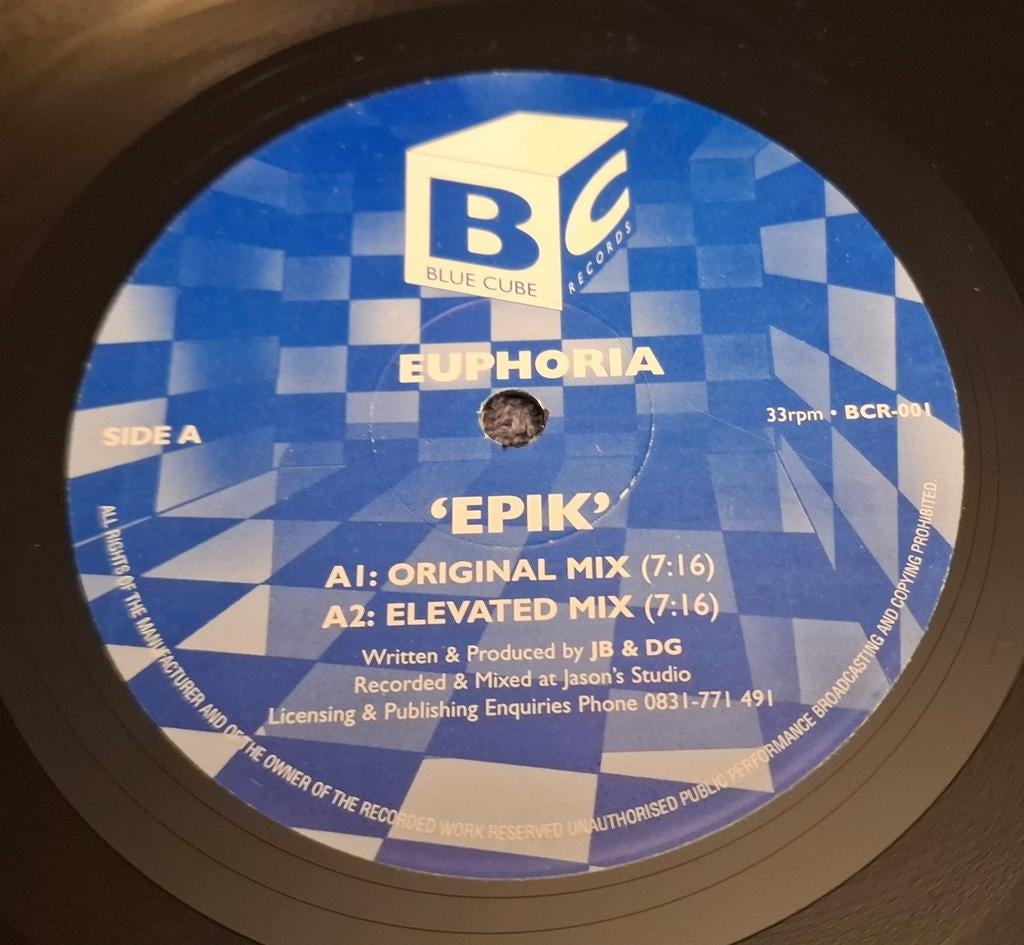 BC
BLUE CUBE
RECORDS
EUPHORIA
SIDE A
33rpm • BCR-001
‘EPIK’
A1: ORIGINAL MIX (7:16)
A2: ELEVATED MIX (7:16)
Written & Produced by JB & DG
Recorded & Mixed at Jason's Studio
Licensing & Publishing Enquiries Phone 0831-771 491
ALL RIGHTS OF THE MANUFACTURER AND OF THE OWNER OF THE RECORDED WORK RESERVED UNAUTHORISED PUBLIC PERFORMANCE BROADCASTING AND COPYING PROHIBITED.